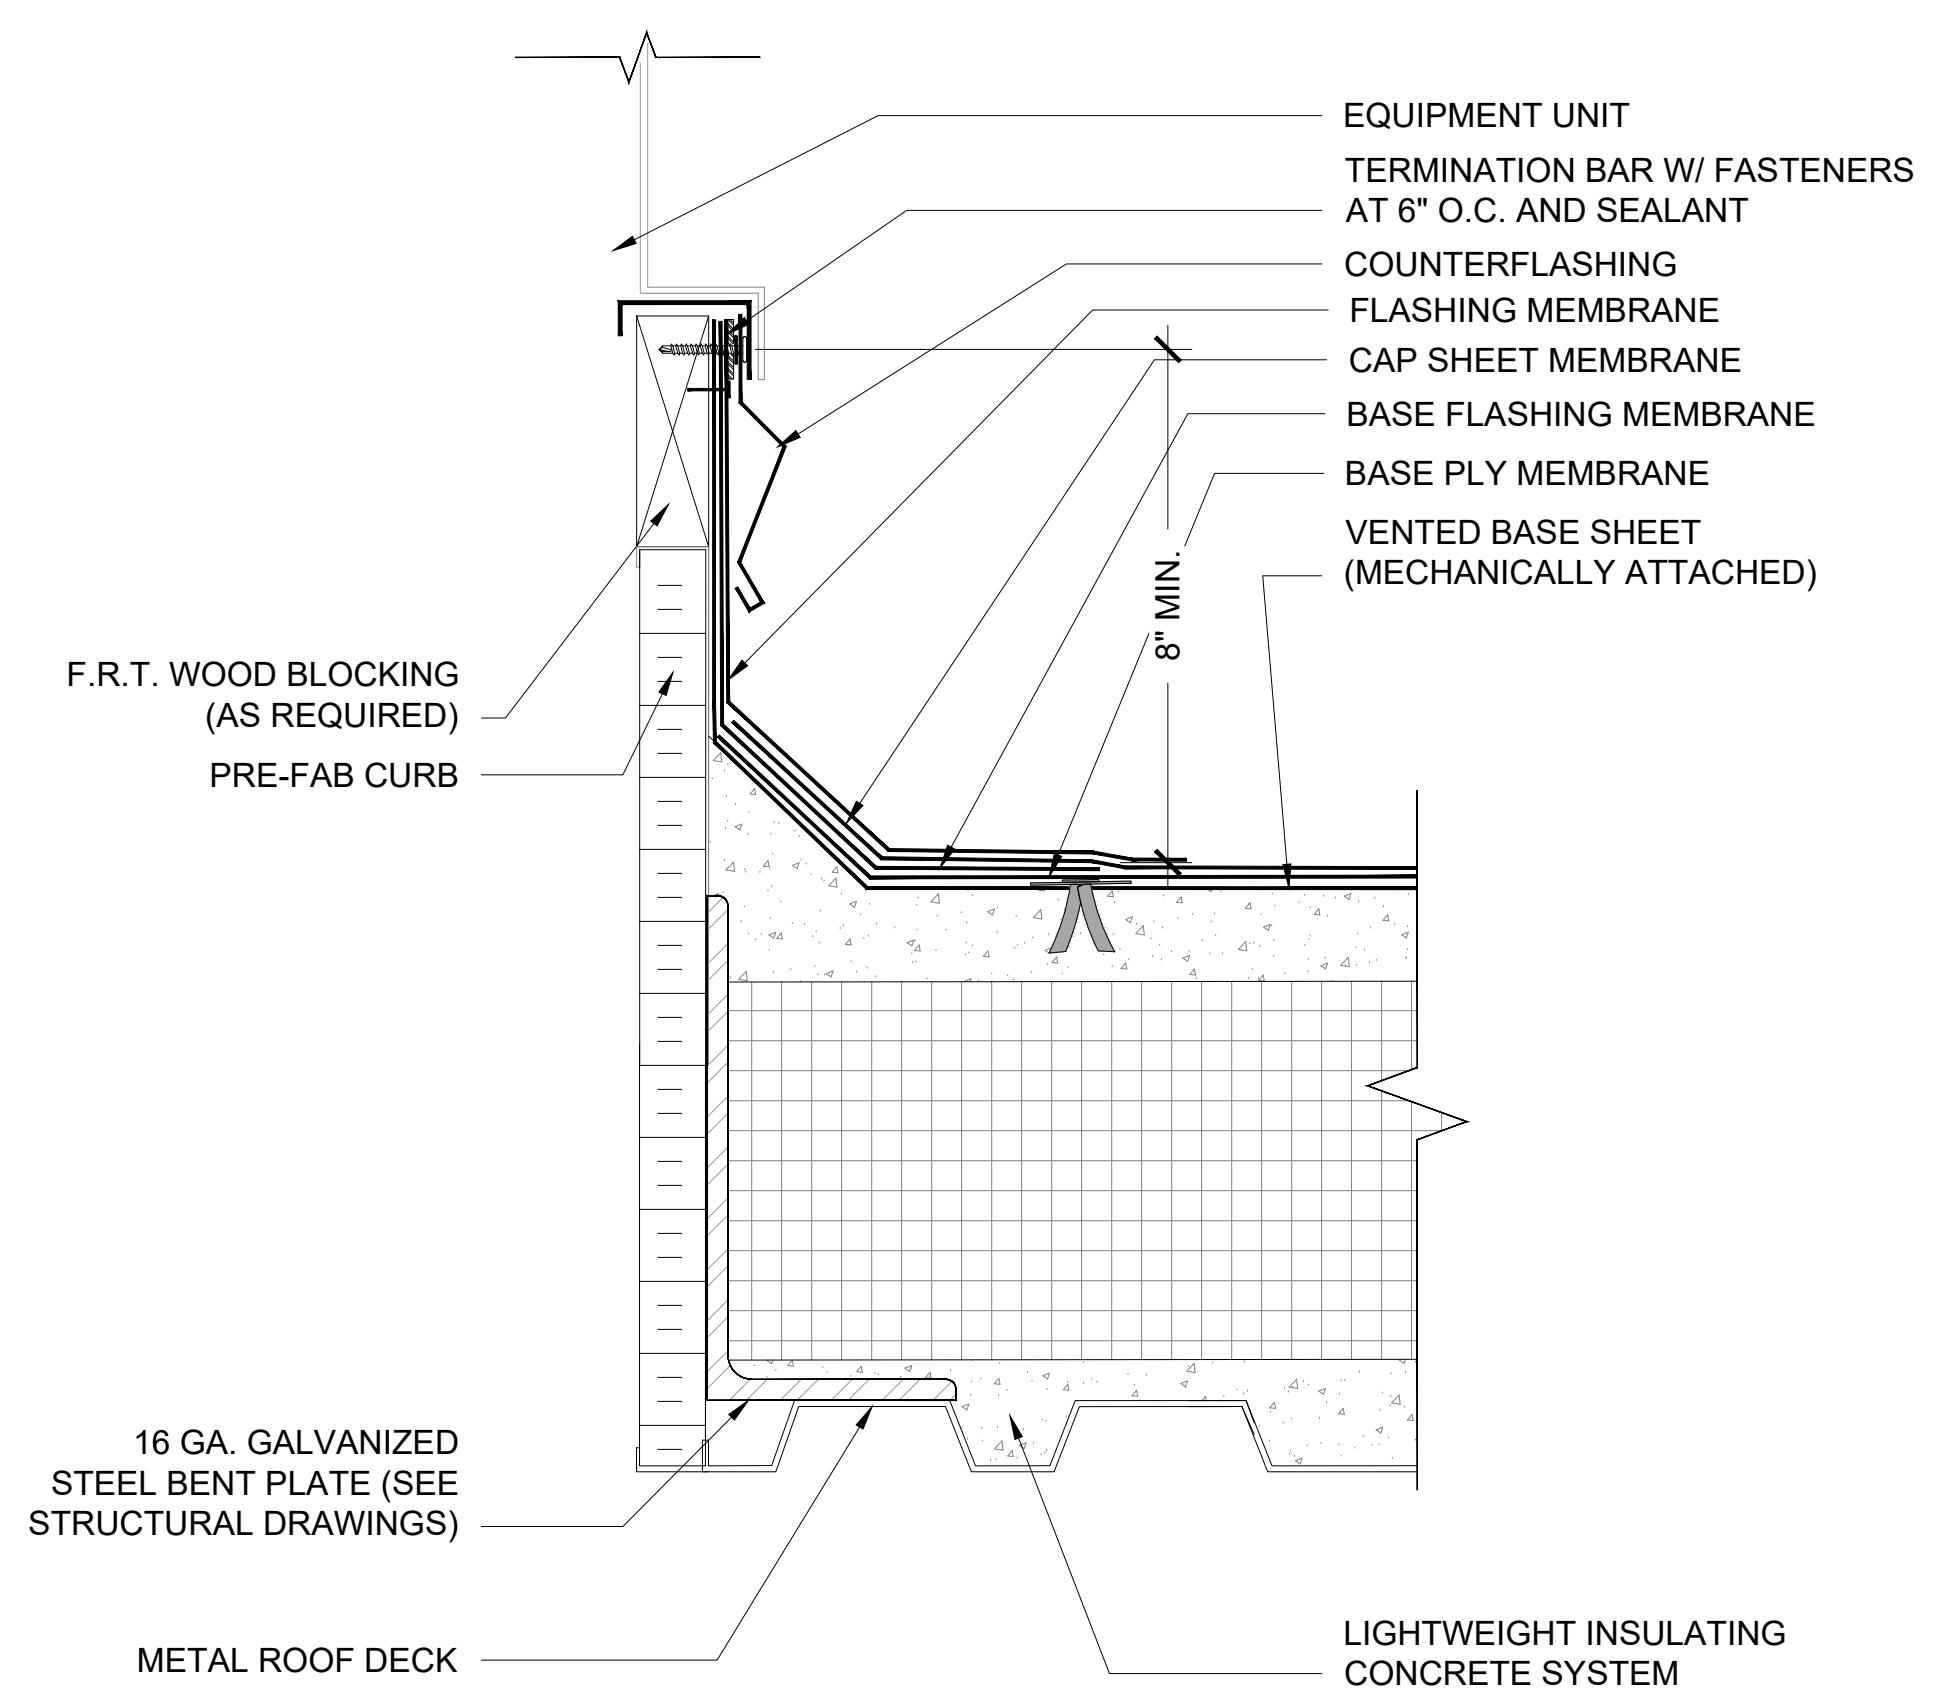 EQUIPMENT UNIT
TERMINATION BAR W/ FASTENERS
AT 6" O.C. AND SEALANT
COUNTERFLASHING
FLASHING MEMBRANE
CAP SHEET MEMBRANE
BASE FLASHING MEMBRANE
BASE PLY MEMBRANE
VENTED BASE SHEET
(MECHANICALLY ATTACHED)
8" MIN.
F.R.T. WOOD BLOCKING
(AS REQUIRED)
PRE-FAB CURB
16 GA. GALVANIZED
STEEL BENT PLATE (SEE
STRUCTURAL DRAWINGS)
METAL ROOF DECK
LIGHTWEIGHT INSULATING
CONCRETE SYSTEM